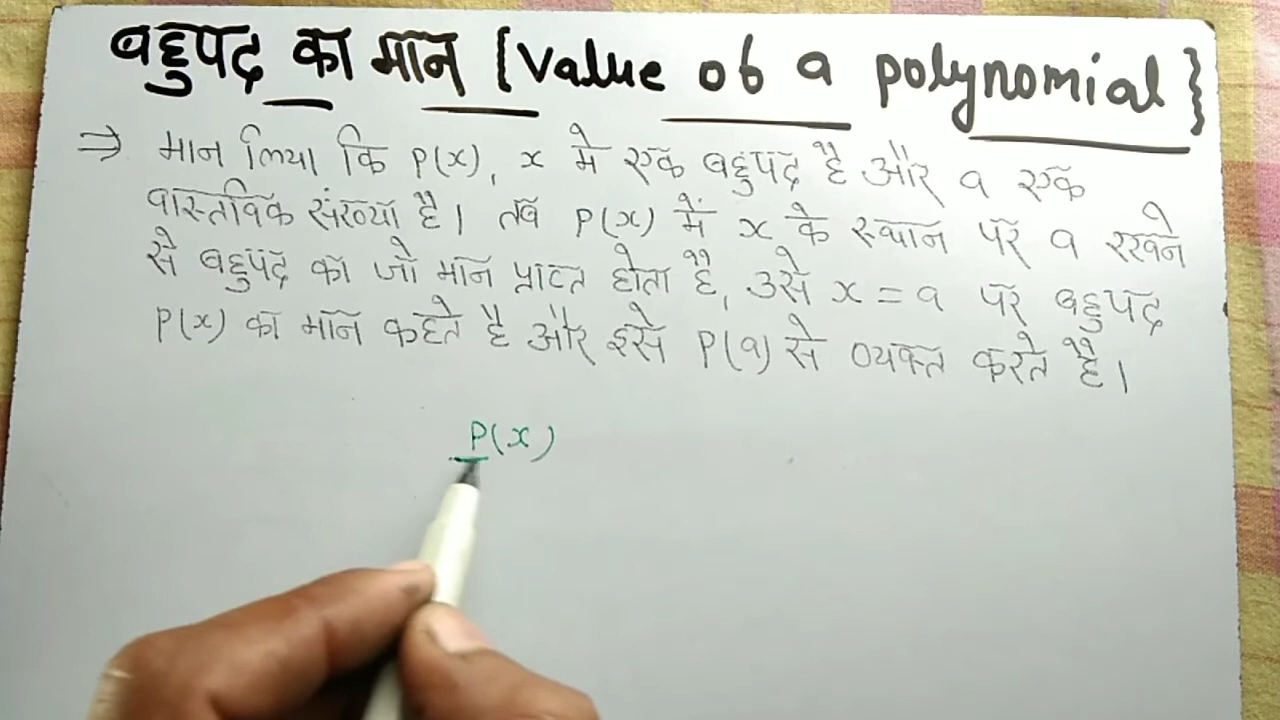 बहुपद का मान {Value of a polynomial}
⇒ मान लिया कि P(x), x मे एक बहुपद है और a एक
वास्तविक संख्या है। तब P(x) में x के स्थान पर a रखने
से बहुपद का जो मान प्राप्त होता है, उसे x = a पर बहुपद
P(x) का मान कहते है और इसे P(a) से व्यक्त करते है।
P(x)